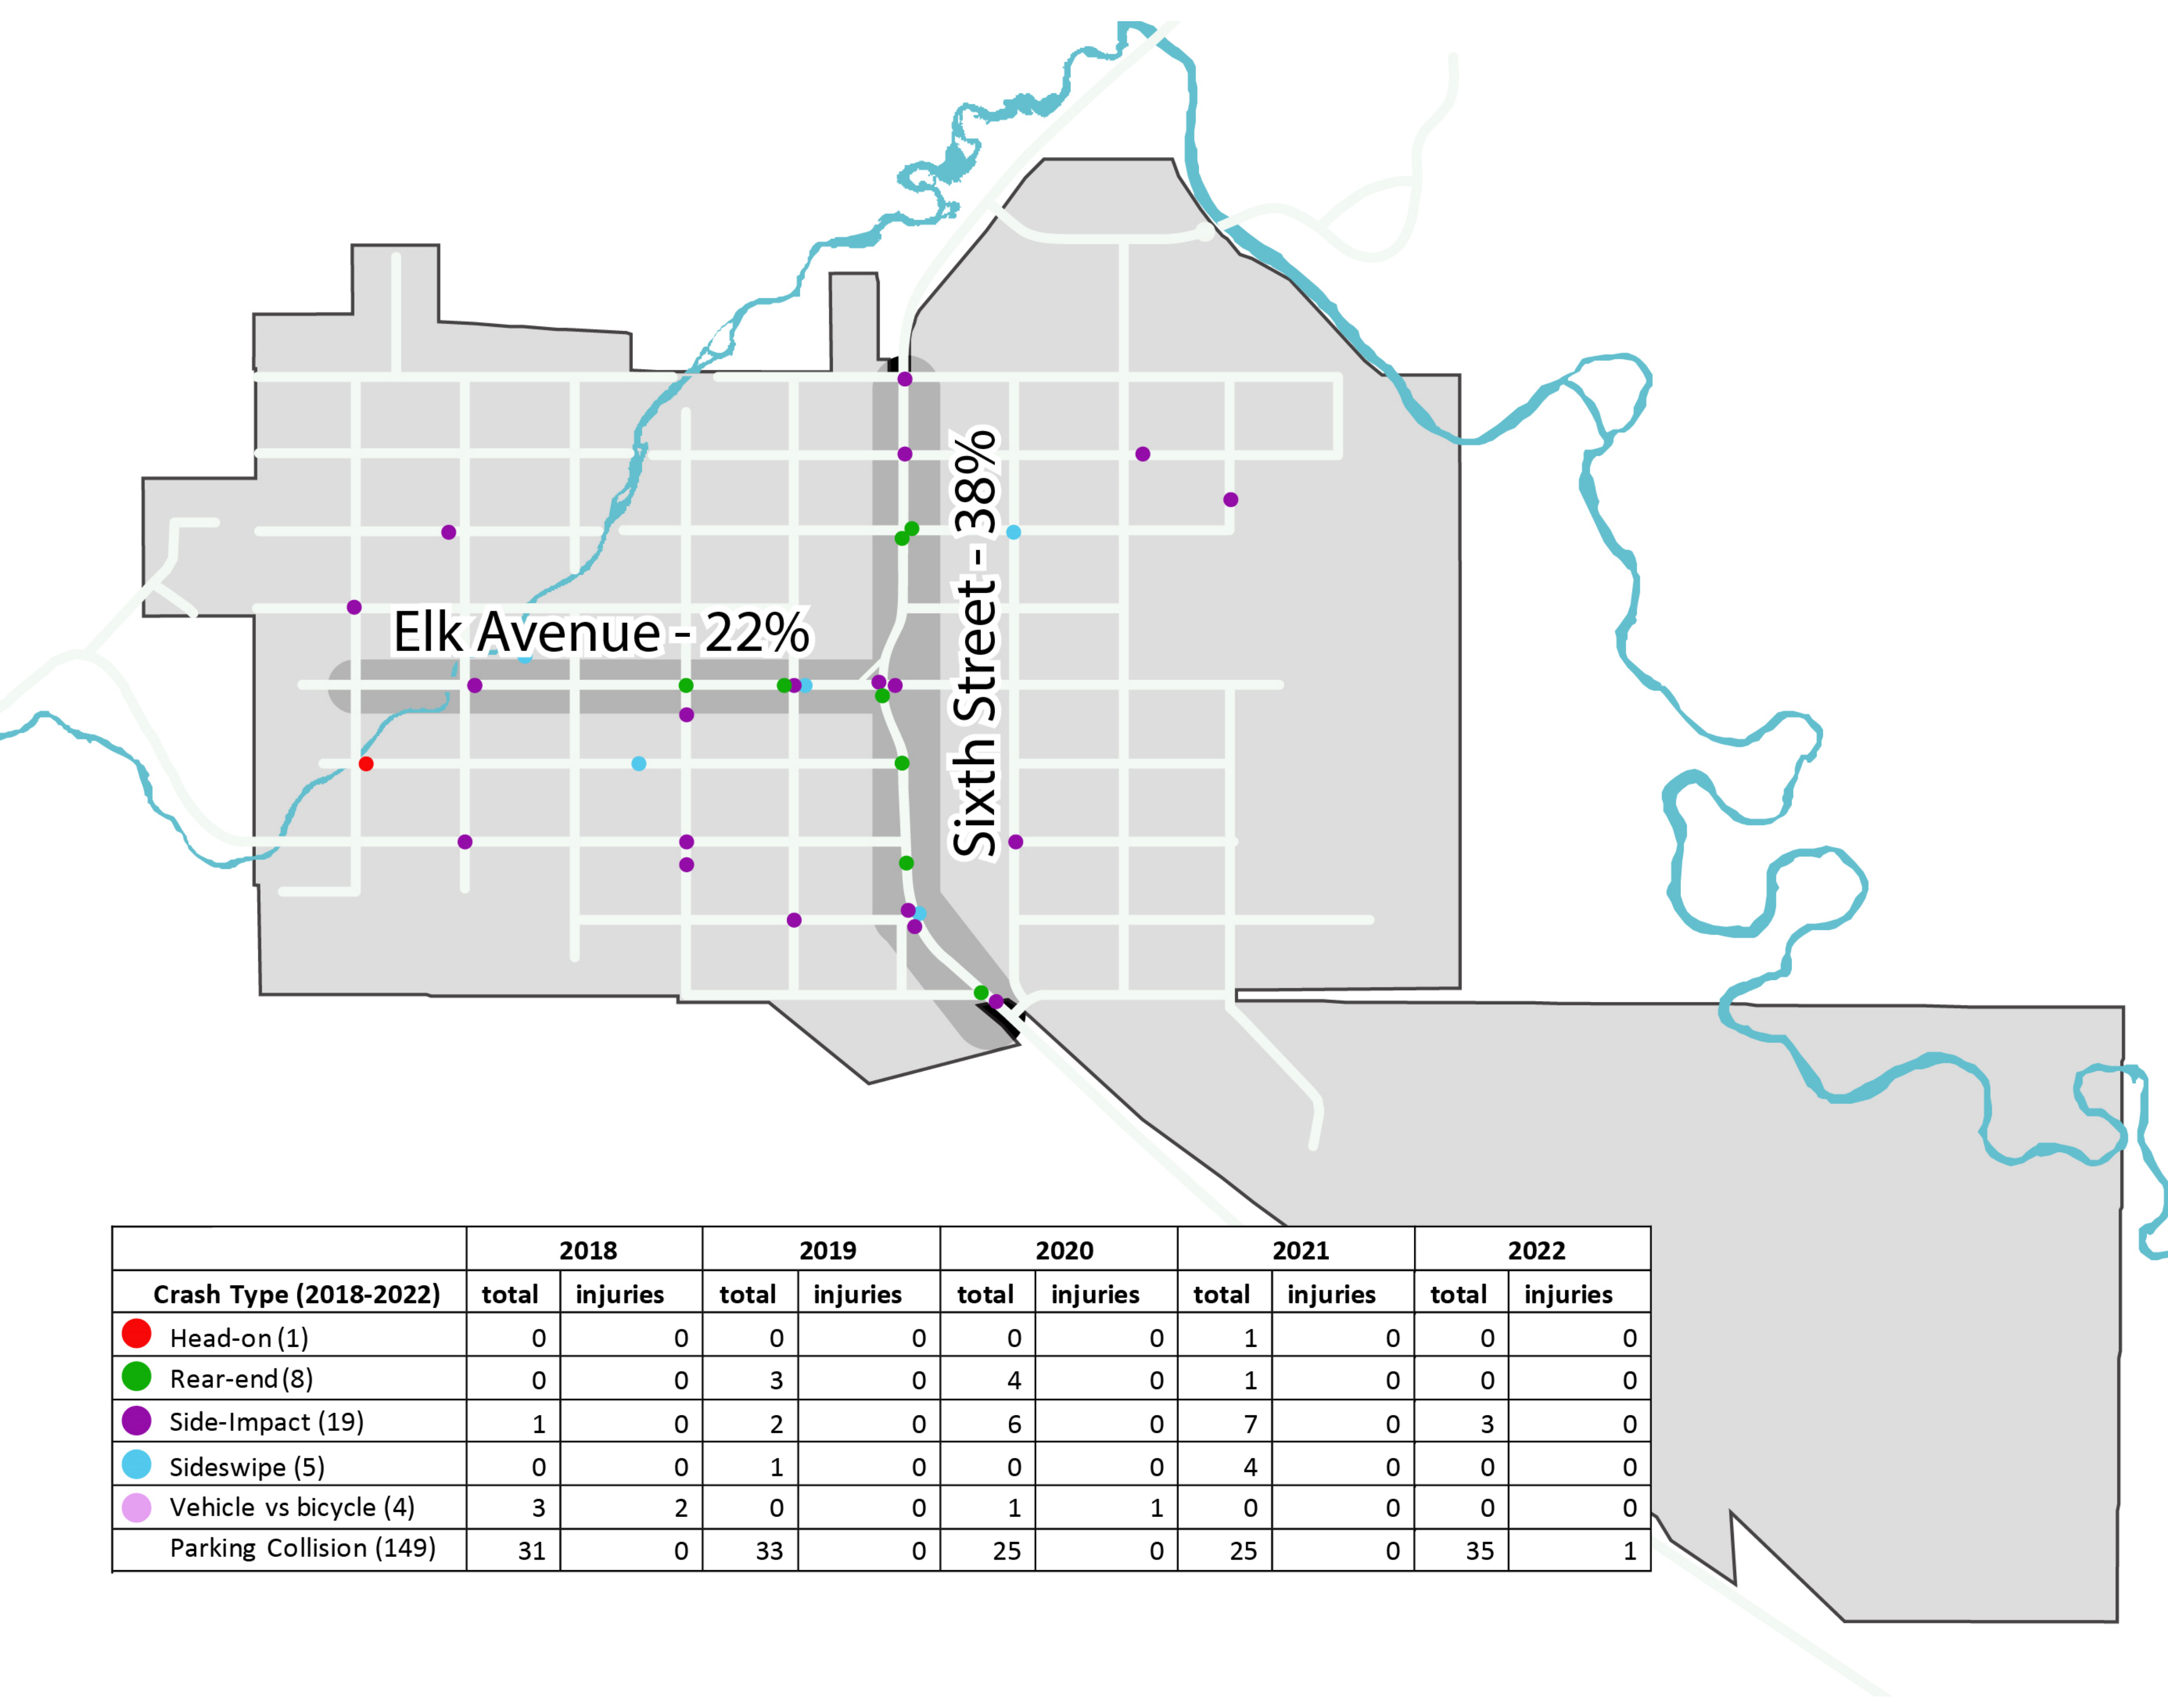 Elk Avenue - 22%
Sixth Street - 38%
2018 2019 2020 2021 2022
Crash Type (2018-2022) total injuries total injuries total injuries total injuries total injuries
Head-on (1) 0 0 0 0 0 0 1 0 0 0
Rear-end (8) 0 0 3 0 4 0 1 0 0 0
Side-Impact (19) 1 0 2 0 6 0 7 0 3 0
Sideswipe (5) 0 0 1 0 0 0 4 0 0 0
Vehicle vs bicycle (4) 3 2 0 0 1 1 0 0 0 0
Parking Collision (149) 31 0 33 0 25 0 25 0 35 1